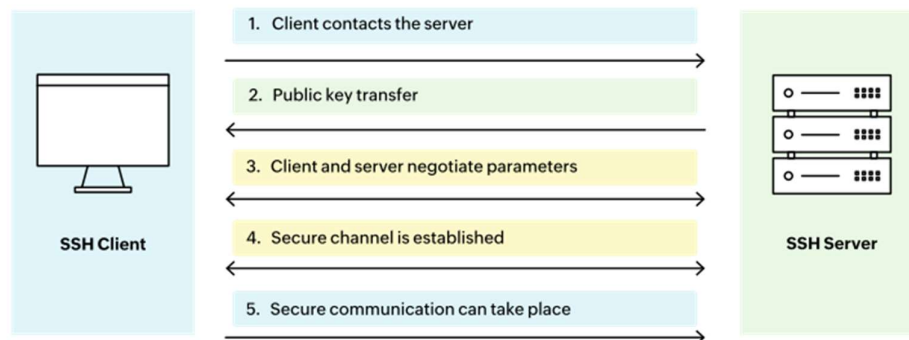 1. Client contacts the server
2. Public key transfer
3. Client and server negotiate parameters
4. Secure channel is established
SSH Client
SSH Server
5. Secure communication can take place